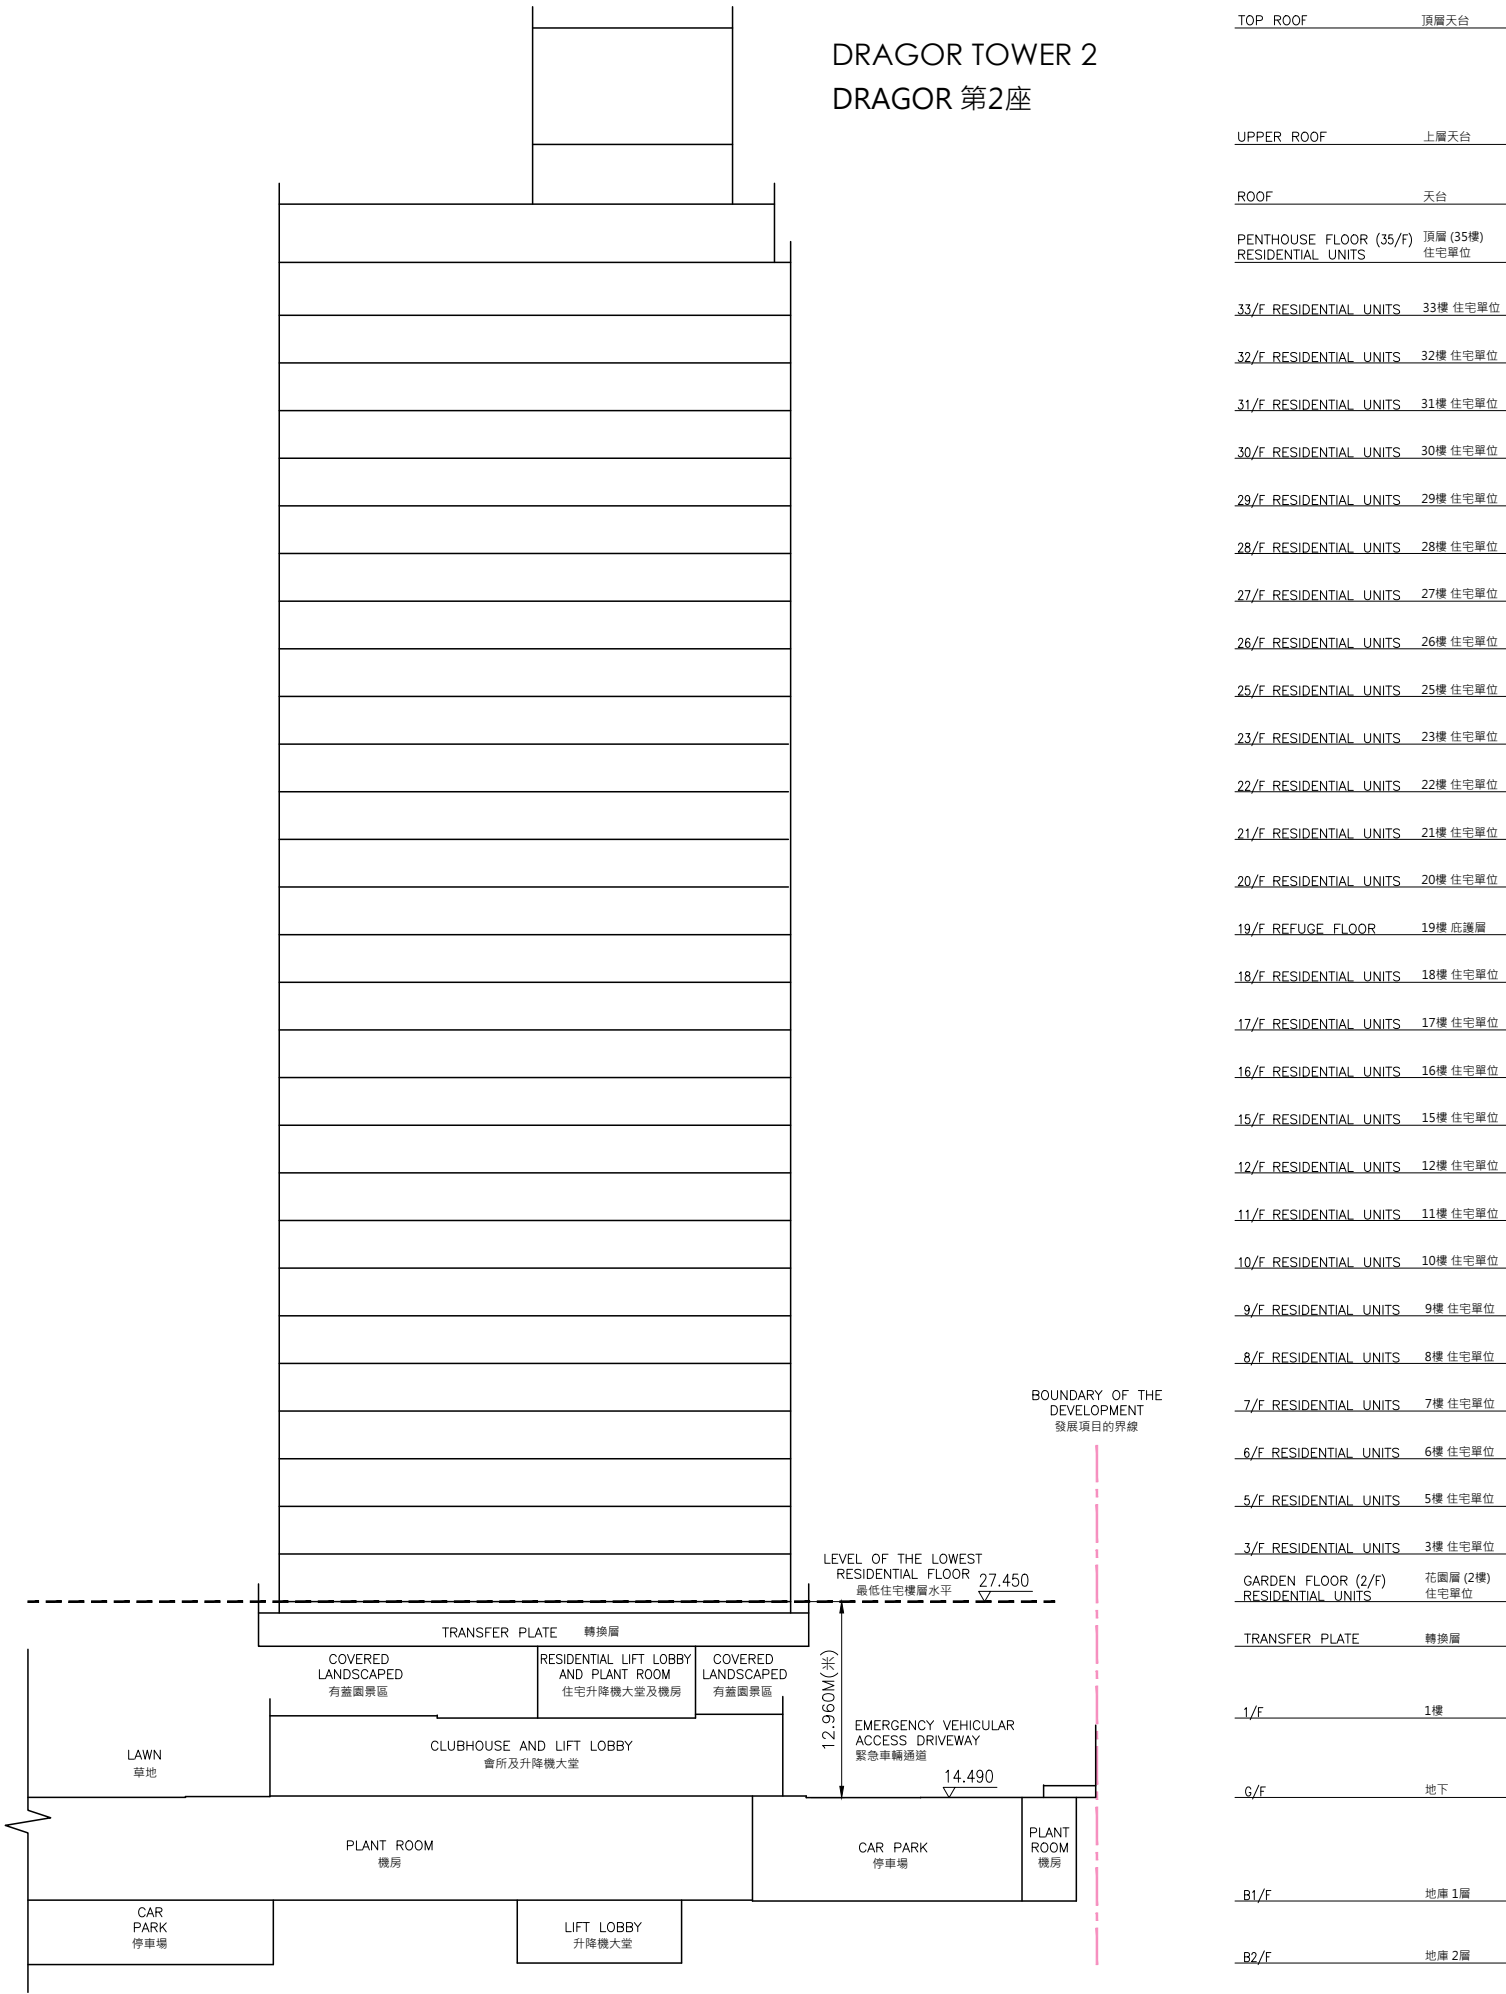 DRAGOR TOWER 2
DRAGOR 第2座
TOP ROOF 頂層天台
UPPER ROOF 上層天台
ROOF 天台
PENTHOUSE FLOOR (35/F) 頂層 (35樓)
RESIDENTIAL UNITS 住宅單位
33/F RESIDENTIAL UNITS 33樓 住宅單位
32/F RESIDENTIAL UNITS 32樓 住宅單位
31/F RESIDENTIAL UNITS 31樓 住宅單位
30/F RESIDENTIAL UNITS 30樓 住宅單位
29/F RESIDENTIAL UNITS 29樓 住宅單位
28/F RESIDENTIAL UNITS 28樓 住宅單位
27/F RESIDENTIAL UNITS 27樓 住宅單位
26/F RESIDENTIAL UNITS 26樓 住宅單位
25/F RESIDENTIAL UNITS 25樓 住宅單位
23/F RESIDENTIAL UNITS 23樓 住宅單位
22/F RESIDENTIAL UNITS 22樓 住宅單位
21/F RESIDENTIAL UNITS 21樓 住宅單位
20/F RESIDENTIAL UNITS 20樓 住宅單位
19/F REFUGE FLOOR 19樓 庇護層
18/F RESIDENTIAL UNITS 18樓 住宅單位
17/F RESIDENTIAL UNITS 17樓 住宅單位
16/F RESIDENTIAL UNITS 16樓 住宅單位
15/F RESIDENTIAL UNITS 15樓 住宅單位
12/F RESIDENTIAL UNITS 12樓 住宅單位
11/F RESIDENTIAL UNITS 11樓 住宅單位
10/F RESIDENTIAL UNITS 10樓 住宅單位
9/F RESIDENTIAL UNITS 9樓 住宅單位
8/F RESIDENTIAL UNITS 8樓 住宅單位
7/F RESIDENTIAL UNITS 7樓 住宅單位
6/F RESIDENTIAL UNITS 6樓 住宅單位
5/F RESIDENTIAL UNITS 5樓 住宅單位
3/F RESIDENTIAL UNITS 3樓 住宅單位
GARDEN FLOOR (2/F) 花園層 (2樓)
RESIDENTIAL UNITS 住宅單位
TRANSFER PLATE 轉換層
1/F 1樓
G/F 地下
B1/F 地庫 1層
B2/F 地庫 2層
BOUNDARY OF THE
DEVELOPMENT
發展項目的界線
LEVEL OF THE LOWEST
RESIDENTIAL FLOOR
最低住宅樓層水平
27.450
TRANSFER PLATE 轉換層
COVERED
LANDSCAPED
有蓋園景區
RESIDENTIAL LIFT LOBBY
AND PLANT ROOM
住宅升降機大堂及機房
COVERED
LANDSCAPED
有蓋園景區
12.960M(米)
EMERGENCY VEHICULAR
ACCESS DRIVEWAY
緊急車輛通道
14.490
LAWN
草地
CLUBHOUSE AND LIFT LOBBY
會所及升降機大堂
PLANT ROOM
機房
CAR PARK
停車場
PLANT
ROOM
機房
CAR
PARK
停車場
LIFT LOBBY
升降機大堂